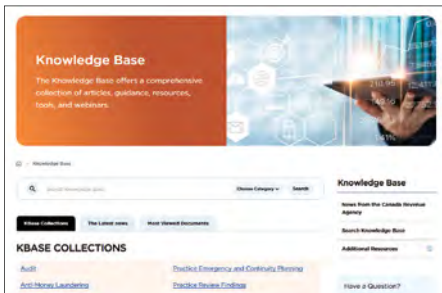 Knowledge Base
The Knowledge Base offers a comprehensive
collection of articles, guidance, resources,
tools, and webinars.
Knowledge Base
Choose Category
Search
Knowledge Base
News from the Canada Revenue
Agency
Search Knowledge Base
Additional Resources
KBase Collections
The Latest news
Most Viewed Documents
KBASE COLLECTIONS
Audit
Practice Emergency and Continuity Planning
Anti-Money Laundering
Practice Review Findings
Have a Question?